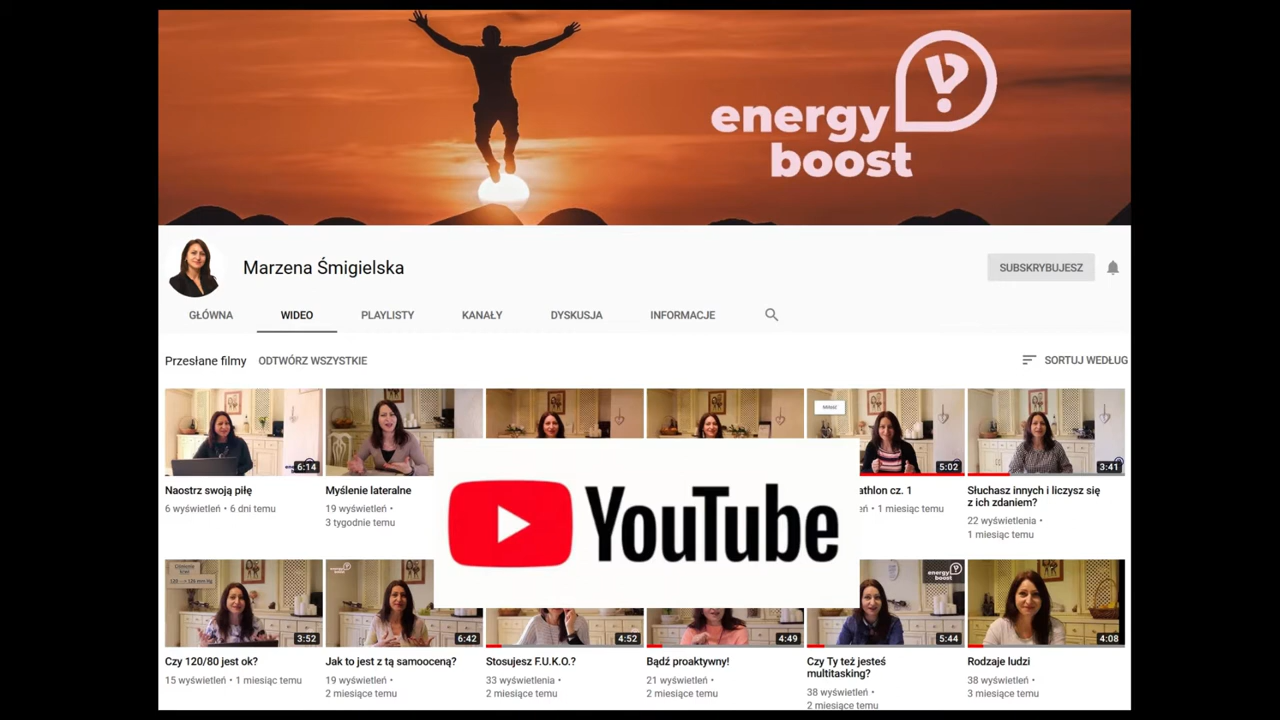 energy
boost
Marzena Śmigielska
SUBSKRYBUJESZ
GŁÓWNA
WIDEO
PLAYLISTY
KANAŁY
DYSKUSJA
INFORMACJE
Przesłane filmy
ODTWÓRZ WSZYSTKIE
SORTUJ WEDŁUG
6:14
5:02
3:41
Naostrz swoją piłę
6 wyświetleń • 6 dni temu
Myślenie lateralne
19 wyświetleń •
3 tygodnie temu
athlon cz. 1
• 1 miesiąc temu
Słuchasz innych i liczysz się
z ich zdaniem?
22 wyświetlenia •
1 miesiąc temu
YouTube
energy
boost
energy
boost
3:52
6:42
4:52
4:49
5:44
4:08
Czy 120/80 jest ok?
15 wyświetleń • 1 miesiąc temu
Jak to jest z tą samooceną?
19 wyświetleń •
2 miesiące temu
Stosujesz F.U.K.O.?
33 wyświetlenia •
2 miesiące temu
Bądź proaktywny!
21 wyświetleń •
2 miesiące temu
Czy Ty też jesteś
multitasking?
38 wyświetleń •
2 miesiące temu
Rodzaje ludzi
38 wyświetleń •
3 miesiące temu